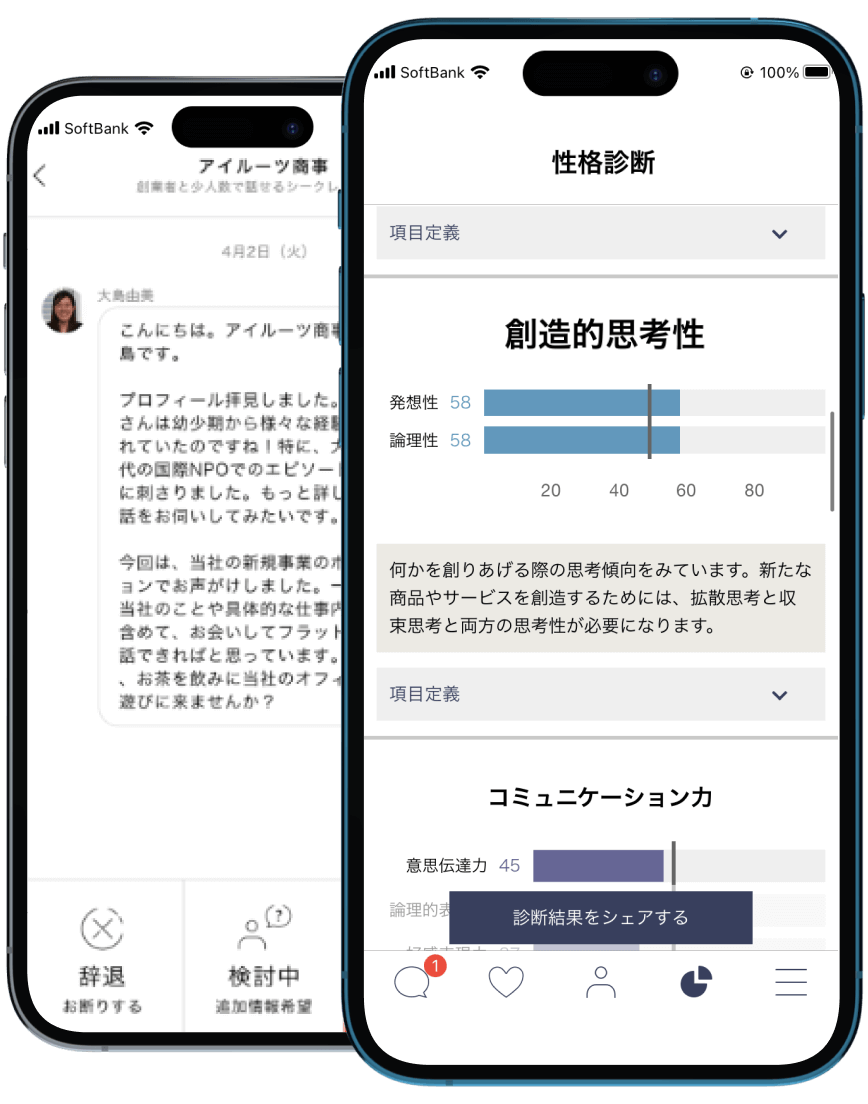 SoftBank
アイルーツ商事
創業者と少人数で話せるシークレ
4月2日（火）
大島由美
こんにちは。アイルーツ商事
島です。
プロフィール拝見しました。
さんは幼少期から様々な経験
れていたのですね！特に、大
代の国際NPOでのエピソード
に刺さりました。もっと詳し
話をお伺いしてみたいです。
今回は、当社の新規事業のポ
ョンでお声がけしました。一
当社のことや具体的な仕事内
含めて、お会いしてフラット
話できればと思っています。
、お茶を飲みに当社のオフィ
遊びに来ませんか？
辞退
お断りする
検討中
追加情報希望
SoftBank
100%
性格診断
項目定義
創造的思考性
発想性 58
論理性 58
20 40 60 80
何かを創りあげる際の思考傾向をみています。新たな
商品やサービスを創造するためには、拡散思考と収
束思考と両方の思考性が必要になります。
項目定義
コミュニケーション力
意思伝達力 45
論理的表
診断結果をシェアする
1